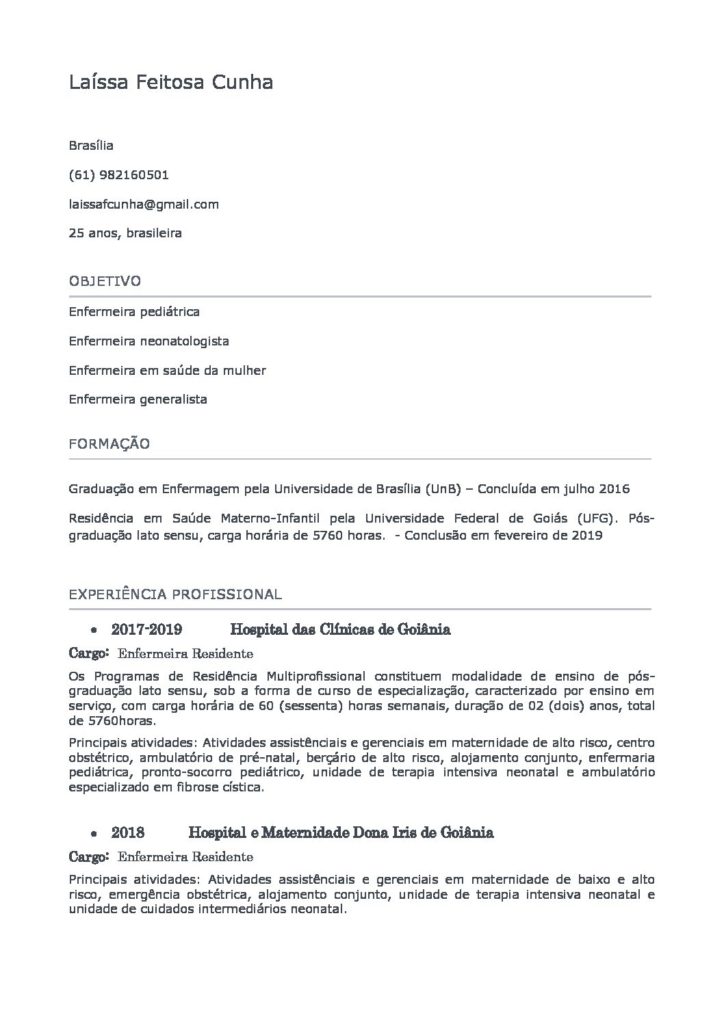 Laíssa Feitosa Cunha
Brasília
(61) 982160501
laissafcunha@gmail.com
25 anos, brasileira
OBJETIVO
Enfermeira pediátrica
Enfermeira neonatologista
Enfermeira em saúde da mulher
Enfermeira generalista
FORMAÇÃO
Graduação em Enfermagem pela Universidade de Brasília (UnB) – Concluída em julho 2016
Residência em Saúde Materno-Infantil pela Universidade Federal de Goiás (UFG). Pós-
graduação lato sensu, carga horária de 5760 horas. - Conclusão em fevereiro de 2019
EXPERIÊNCIA PROFISSIONAL
• 2017-2019 Hospital das Clínicas de Goiânia
Cargo: Enfermeira Residente
Os Programas de Residência Multiprofissional constituem modalidade de ensino de pós-
graduação lato sensu, sob a forma de curso de especialização, caracterizado por ensino em
serviço, com carga horária de 60 (sessenta) horas semanais, duração de 02 (dois) anos, total
de 5760horas.
Principais atividades: Atividades assistênciais e gerenciais em maternidade de alto risco, centro
obstétrico, ambulatório de pré-natal, berçário de alto risco, alojamento conjunto, enfermaria
pediátrica, pronto-socorro pediátrico, unidade de terapia intensiva neonatal e ambulatório
especializado em fibrose cística.
• 2018 Hospital e Maternidade Dona Iris de Goiânia
Cargo: Enfermeira Residente
Principais atividades: Atividades assistênciais e gerenciais em maternidade de baixo e alto
risco, emergência obstétrica, alojamento conjunto, unidade de terapia intensiva neonatal e
unidade de cuidados intermediários neonatal.